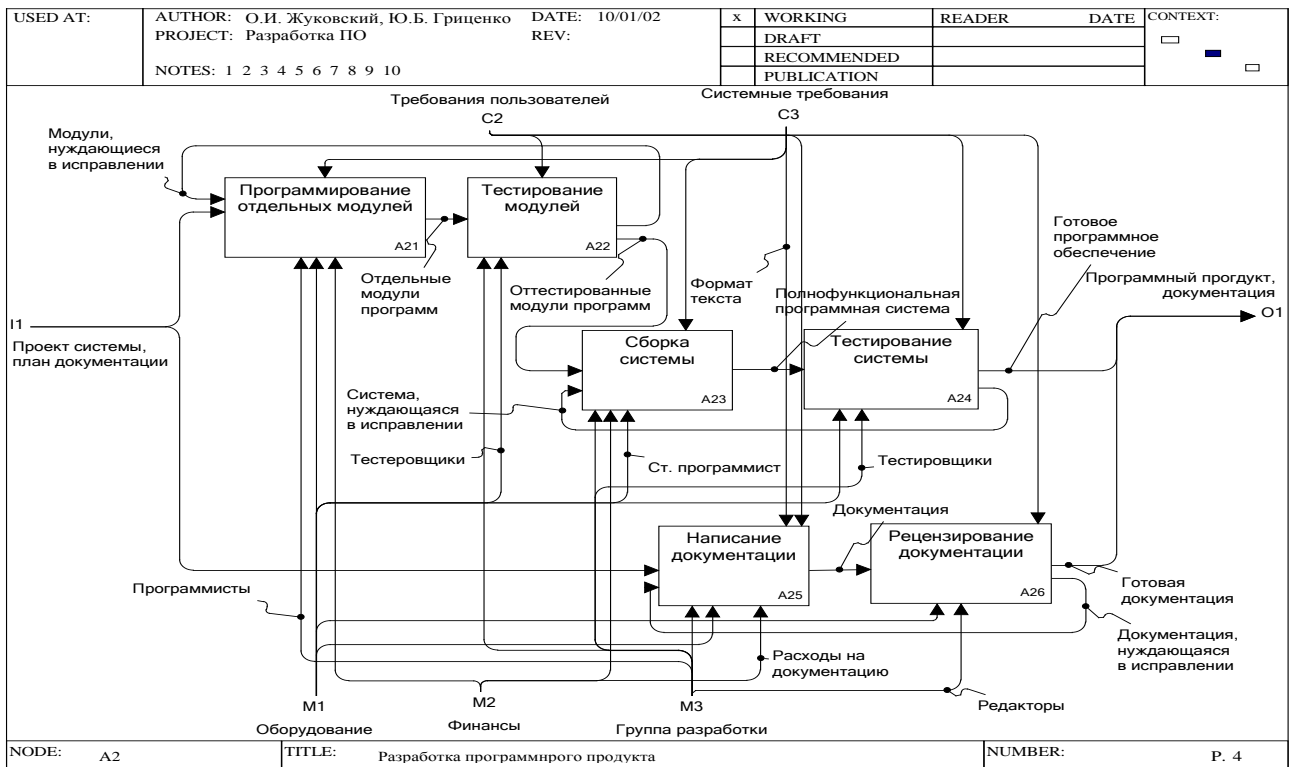 USED AT:
AUTHOR: О.И. Жуковский, Ю.Б. Гриценко
DATE: 10/01/02
PROJECT: Разработка ПО
REV:
NOTES: 1 2 3 4 5 6 7 8 9 10
x WORKING
DRAFT
RECOMMENDED
PUBLICATION
READER DATE
CONTEXT:
Требования пользователей
C2
Системные требования
C3
Модули,
нуждающиеся
в исправлении
Программирование
отдельных модулей
A21
Тестирование
модулей
A22
Готовое
программное
обеспечение
Отдельные
модули
программ
Оттестированные
модули программ
Формат
текста
Полнофункциональная
программная система
Программный прогдукт,
документация
I1
O1
Проект системы,
план документации
Сборка
системы
A23
Тестирование
системы
A24
Система,
нуждающаяся
в исправлении
Тестеровщики
Ст. программист
Тестировщики
Документация
Написание
документации
A25
Рецензирование
документации
A26
Программисты
Готовая
документация
Документация,
нуждающаяся
в исправлении
Расходы на
документацию
Редакторы
M1
M2
M3
Оборудование
Финансы
Группа разработки
NODE: A2
TITLE: Разработка программнрого продукта
NUMBER: P. 4